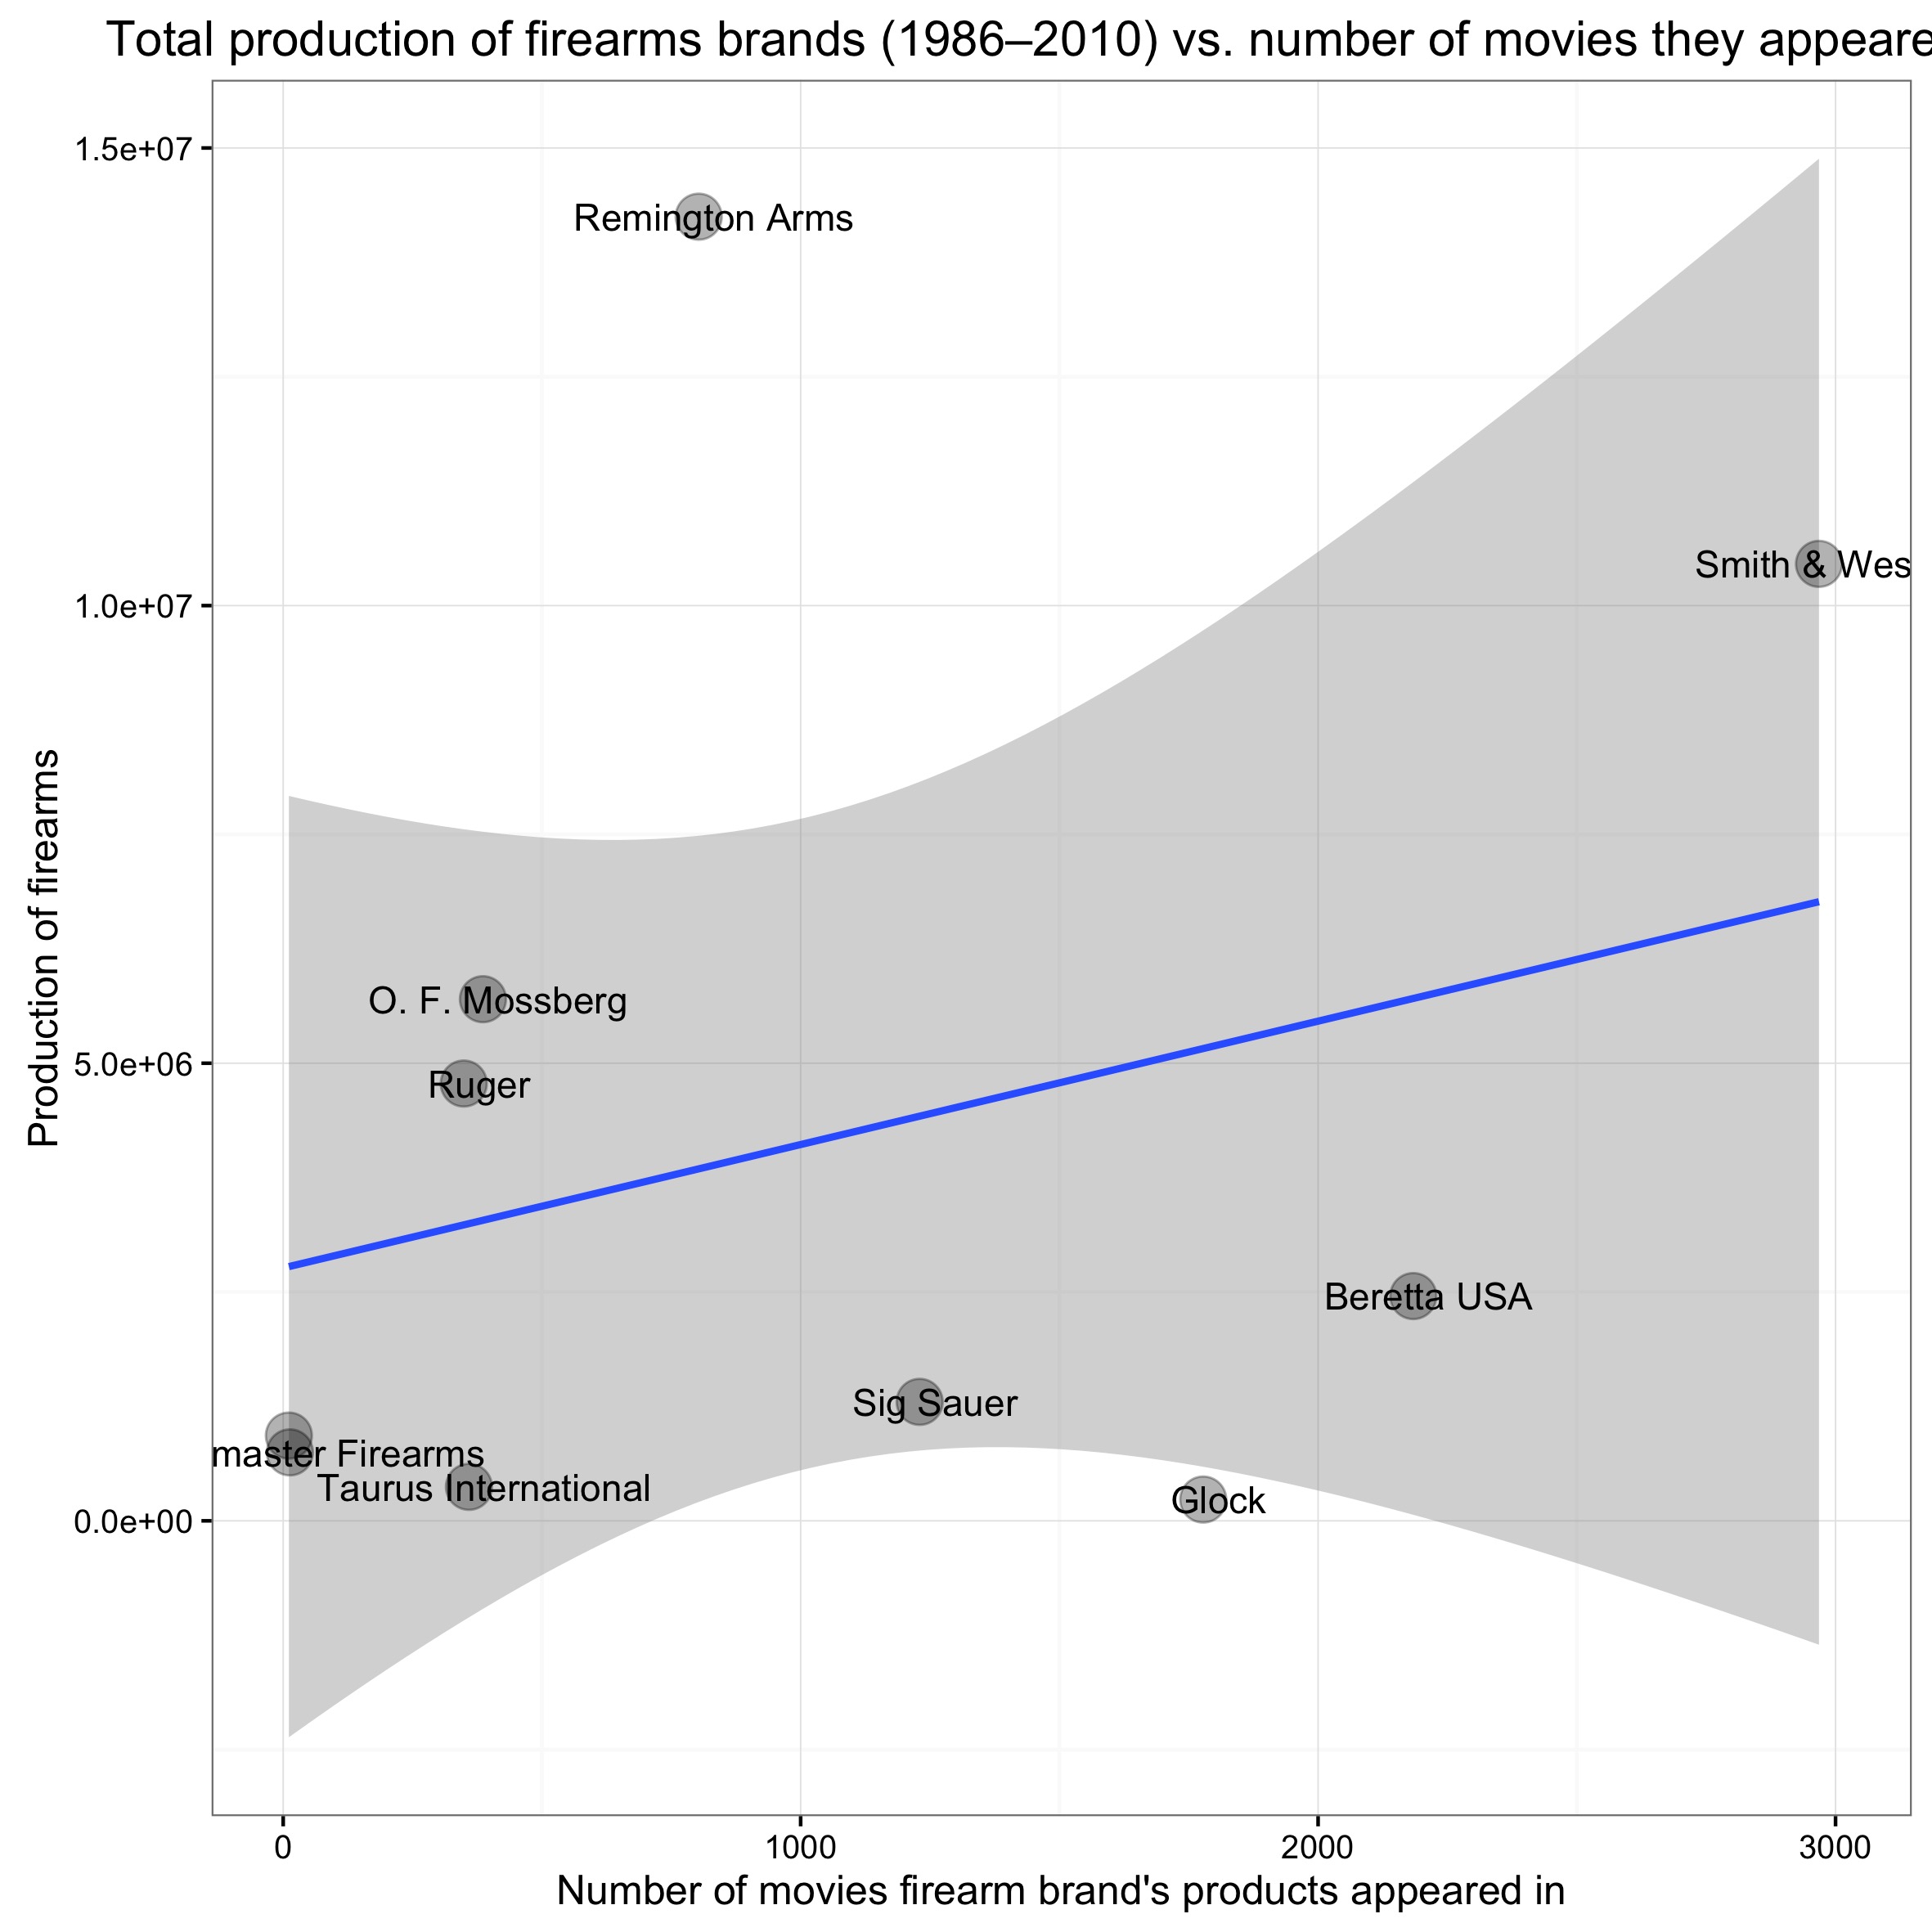 Total production of firearms brands (1986–2010) vs. number of movies they appeare
1.5e+07
Remington Arms
Smith & Wes
1.0e+07
Production of firearms
O. F. Mossberg
5.0e+06
Ruger
Beretta USA
Sig Sauer
master Firearms
Taurus International
Glock
0.0e+00
0 1000 2000 3000
Number of movies firearm brand's products appeared in